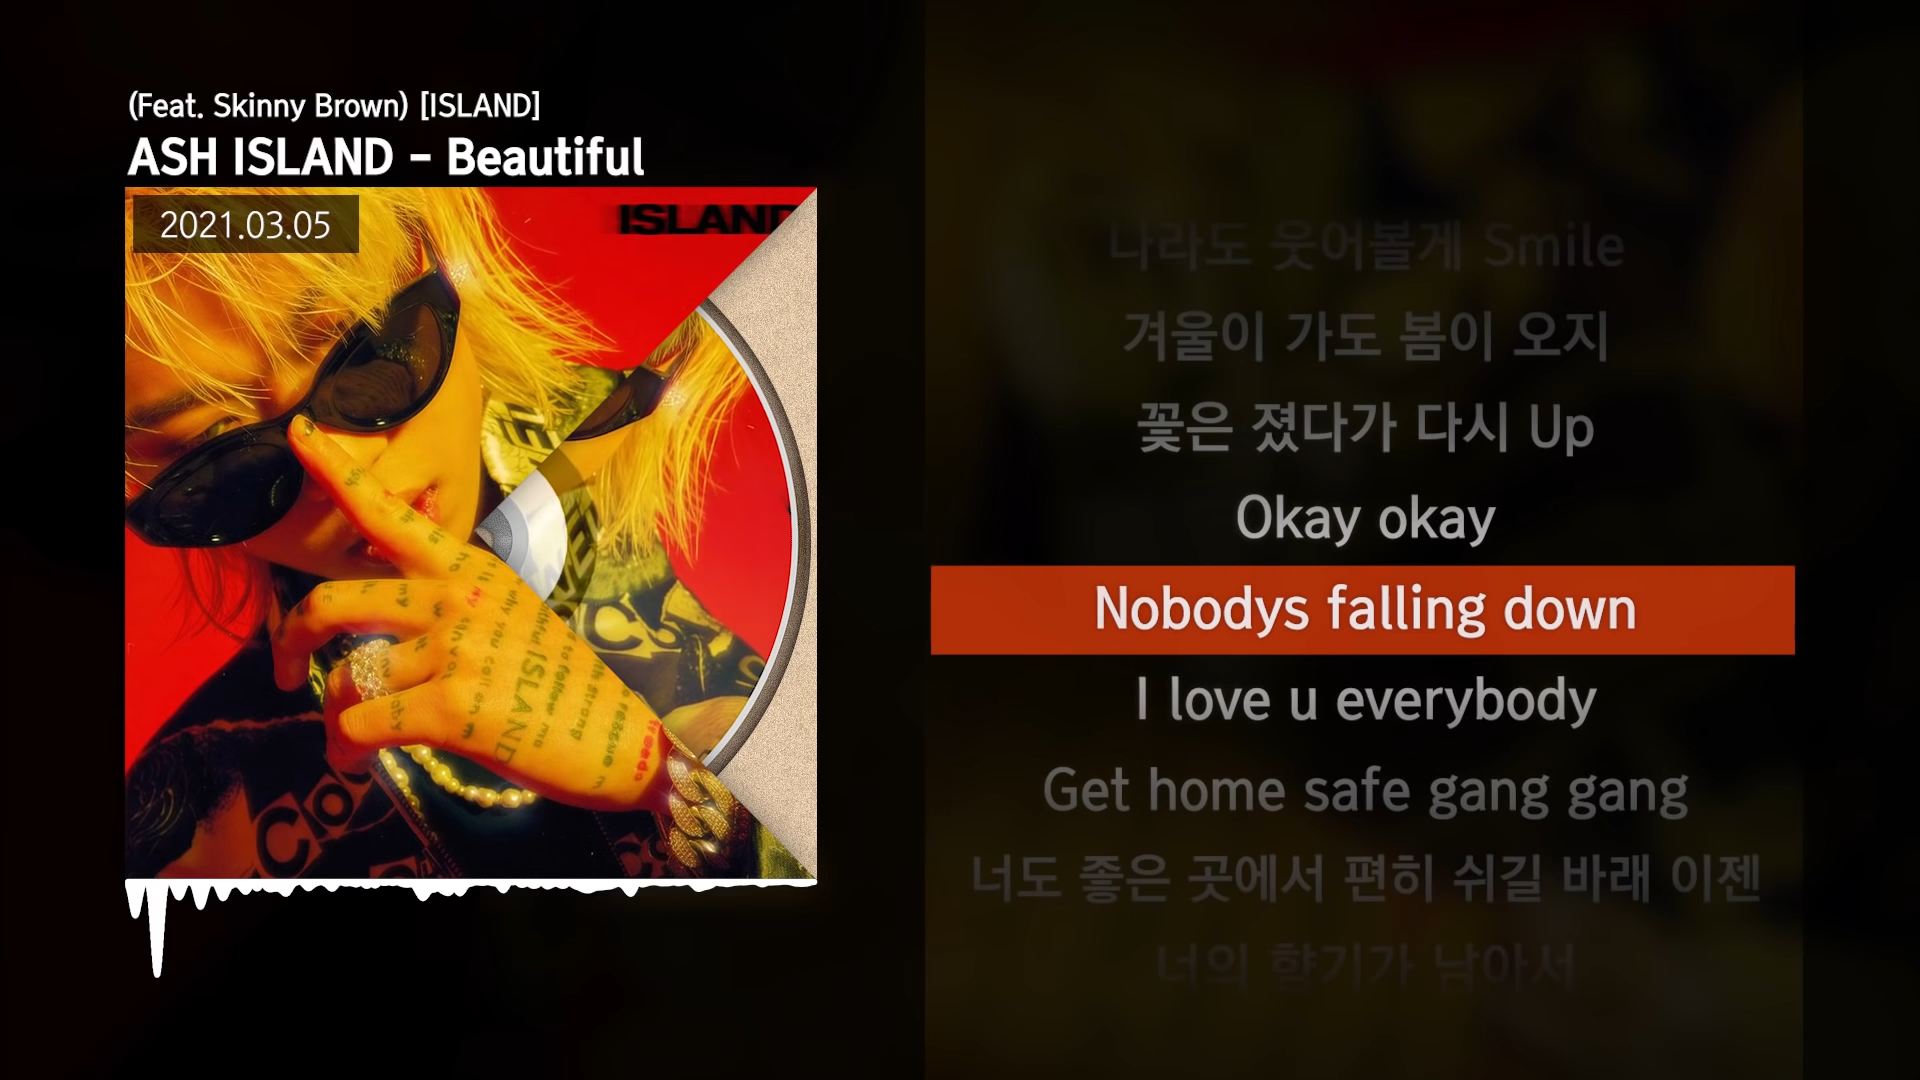 (Feat. Skinny Brown) [ISLAND]
ASH ISLAND - Beautiful
2021.03.05
ISLAND
나라도 웃어볼게 Smile
겨울이 가도 봄이 오지
꽃은 졌다가 다시 Up
Okay okay
Nobodys falling down
I love u everybody
Get home safe gang gang
너도 좋은 곳에서 편히 쉬길 바래 이젠
너의 향기가 남아서
ISLAND